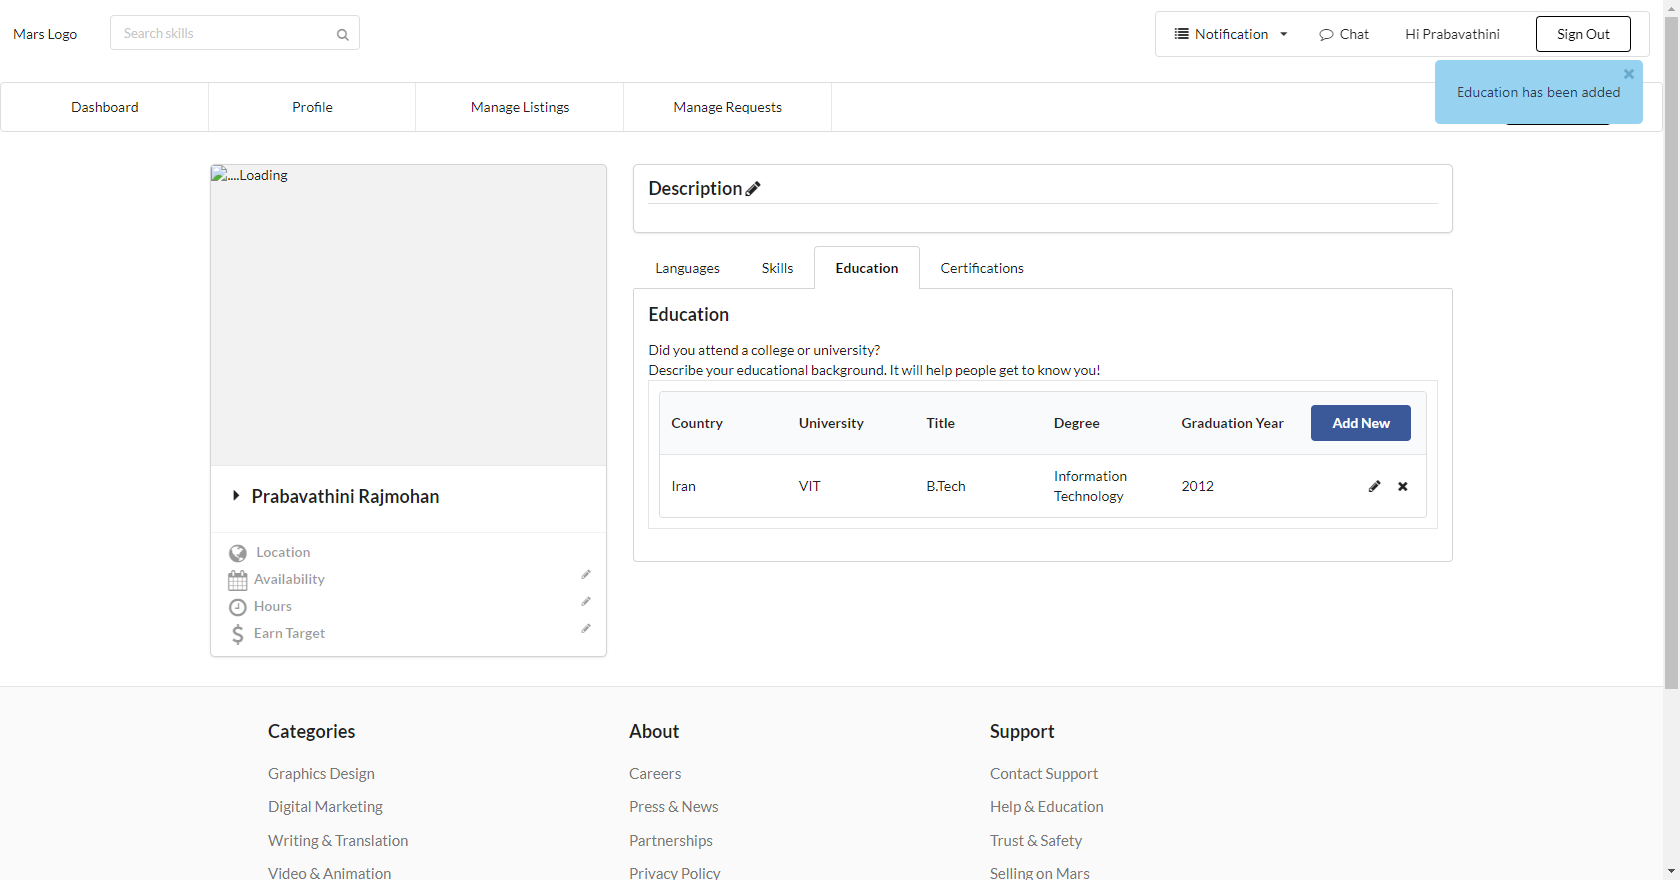 Mars Logo
Search skills
Notification
Chat
Hi Prabavathini
Sign Out
Education has been added
Dashboard
Profile
Manage Listings
Manage Requests
....Loading
Prabavathini Rajmohan
Location
Availability
Hours
Earn Target
Description
Languages
Skills
Education
Certifications
Education
Did you attend a college or university?
Describe your educational background. It will help people get to know you!
Country University Title Degree Graduation Year Add New
Iran VIT B.Tech Information Technology 2012
Categories
Graphics Design
Digital Marketing
Writing & Translation
Video & Animation
About
Careers
Press & News
Partnerships
Privacy Policy
Support
Contact Support
Help & Education
Trust & Safety
Selling on Mars